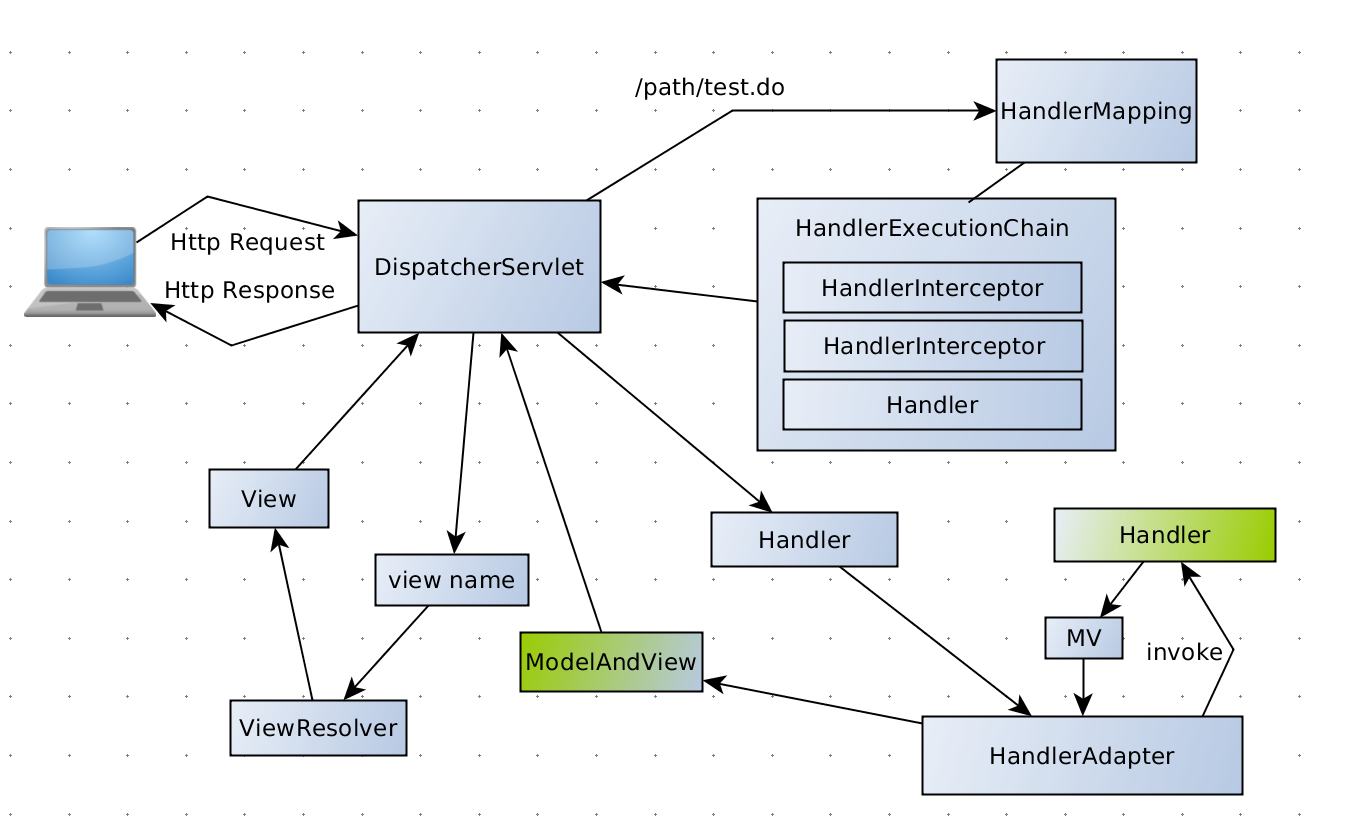 /path/test.do
HandlerMapping
Http Request
Http Response
DispatcherServlet
HandlerExecutionChain
HandlerInterceptor
HandlerInterceptor
Handler
View
view name
Handler
Handler
MV
invoke
ModelAndView
ViewResolver
HandlerAdapter